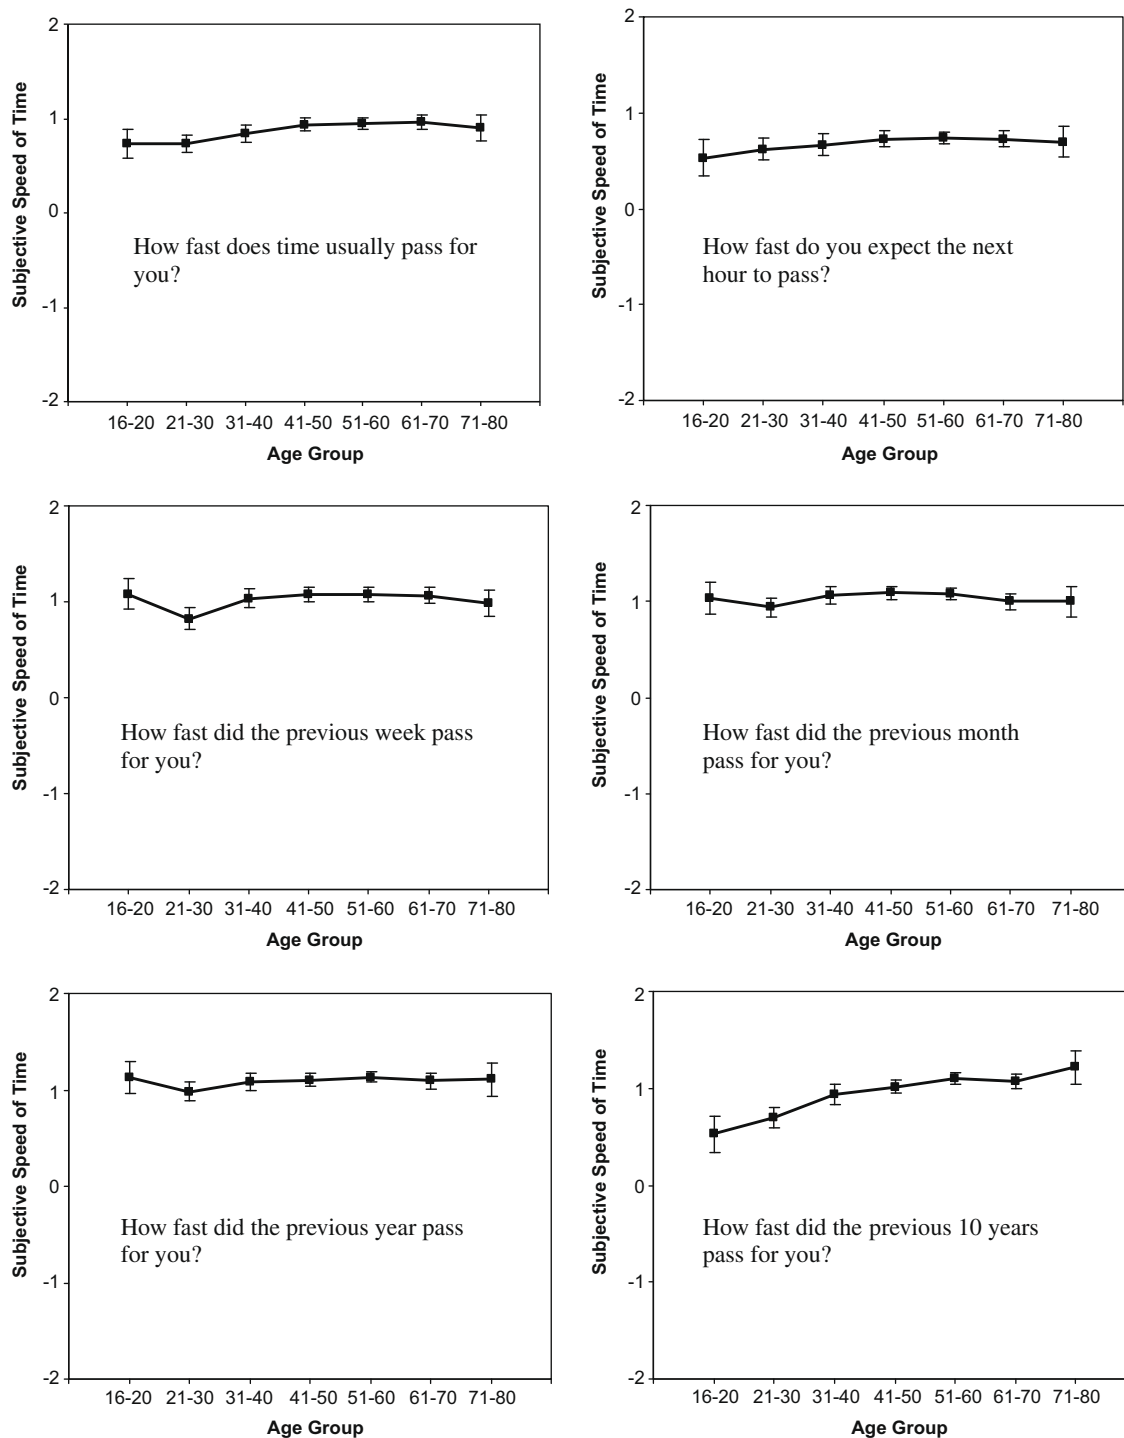 Subjective Speed of Time
2
1
0
-1
-2
How fast does time usually pass for
you?
16-20 21-30 31-40 41-50 51-60 61-70 71-80
Age Group
Subjective Speed of Time
2
1
0
-1
-2
How fast do you expect the next
hour to pass?
16-20 21-30 31-40 41-50 51-60 61-70 71-80
Age Group
Subjective Speed of Time
2
1
0
-1
-2
How fast did the previous week pass
for you?
16-20 21-30 31-40 41-50 51-60 61-70 71-80
Age Group
Subjective Speed of Time
2
1
0
-1
-2
How fast did the previous month
pass for you?
16-20 21-30 31-40 41-50 51-60 61-70 71-80
Age Group
Subjective Speed of Time
2
1
0
-1
-2
How fast did the previous year pass
for you?
16-20 21-30 31-40 41-50 51-60 61-70 71-80
Age Group
Subjective Speed of Time
2
1
0
-1
-2
How fast did the previous 10 years
pass for you?
16-20 21-30 31-40 41-50 51-60 61-70 71-80
Age Group